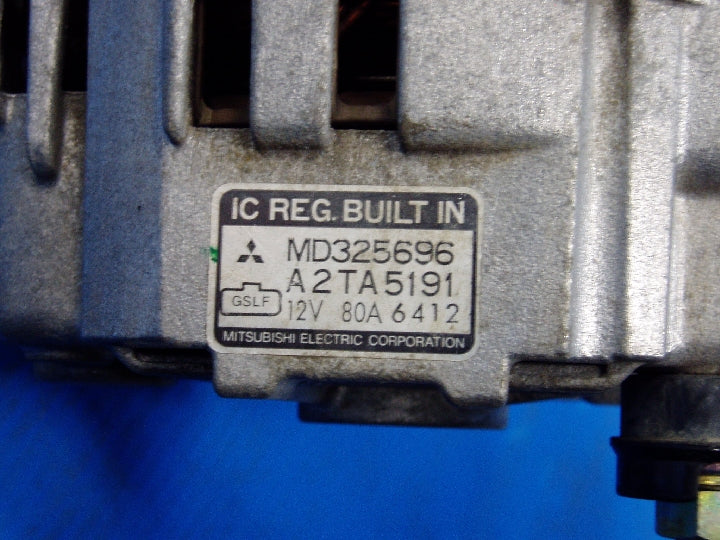 IC REG. BUILT IN
MD325696
A2TA5191
GSLF
12V 80A 6412
MITSUBISHI ELECTRIC CORPORATION